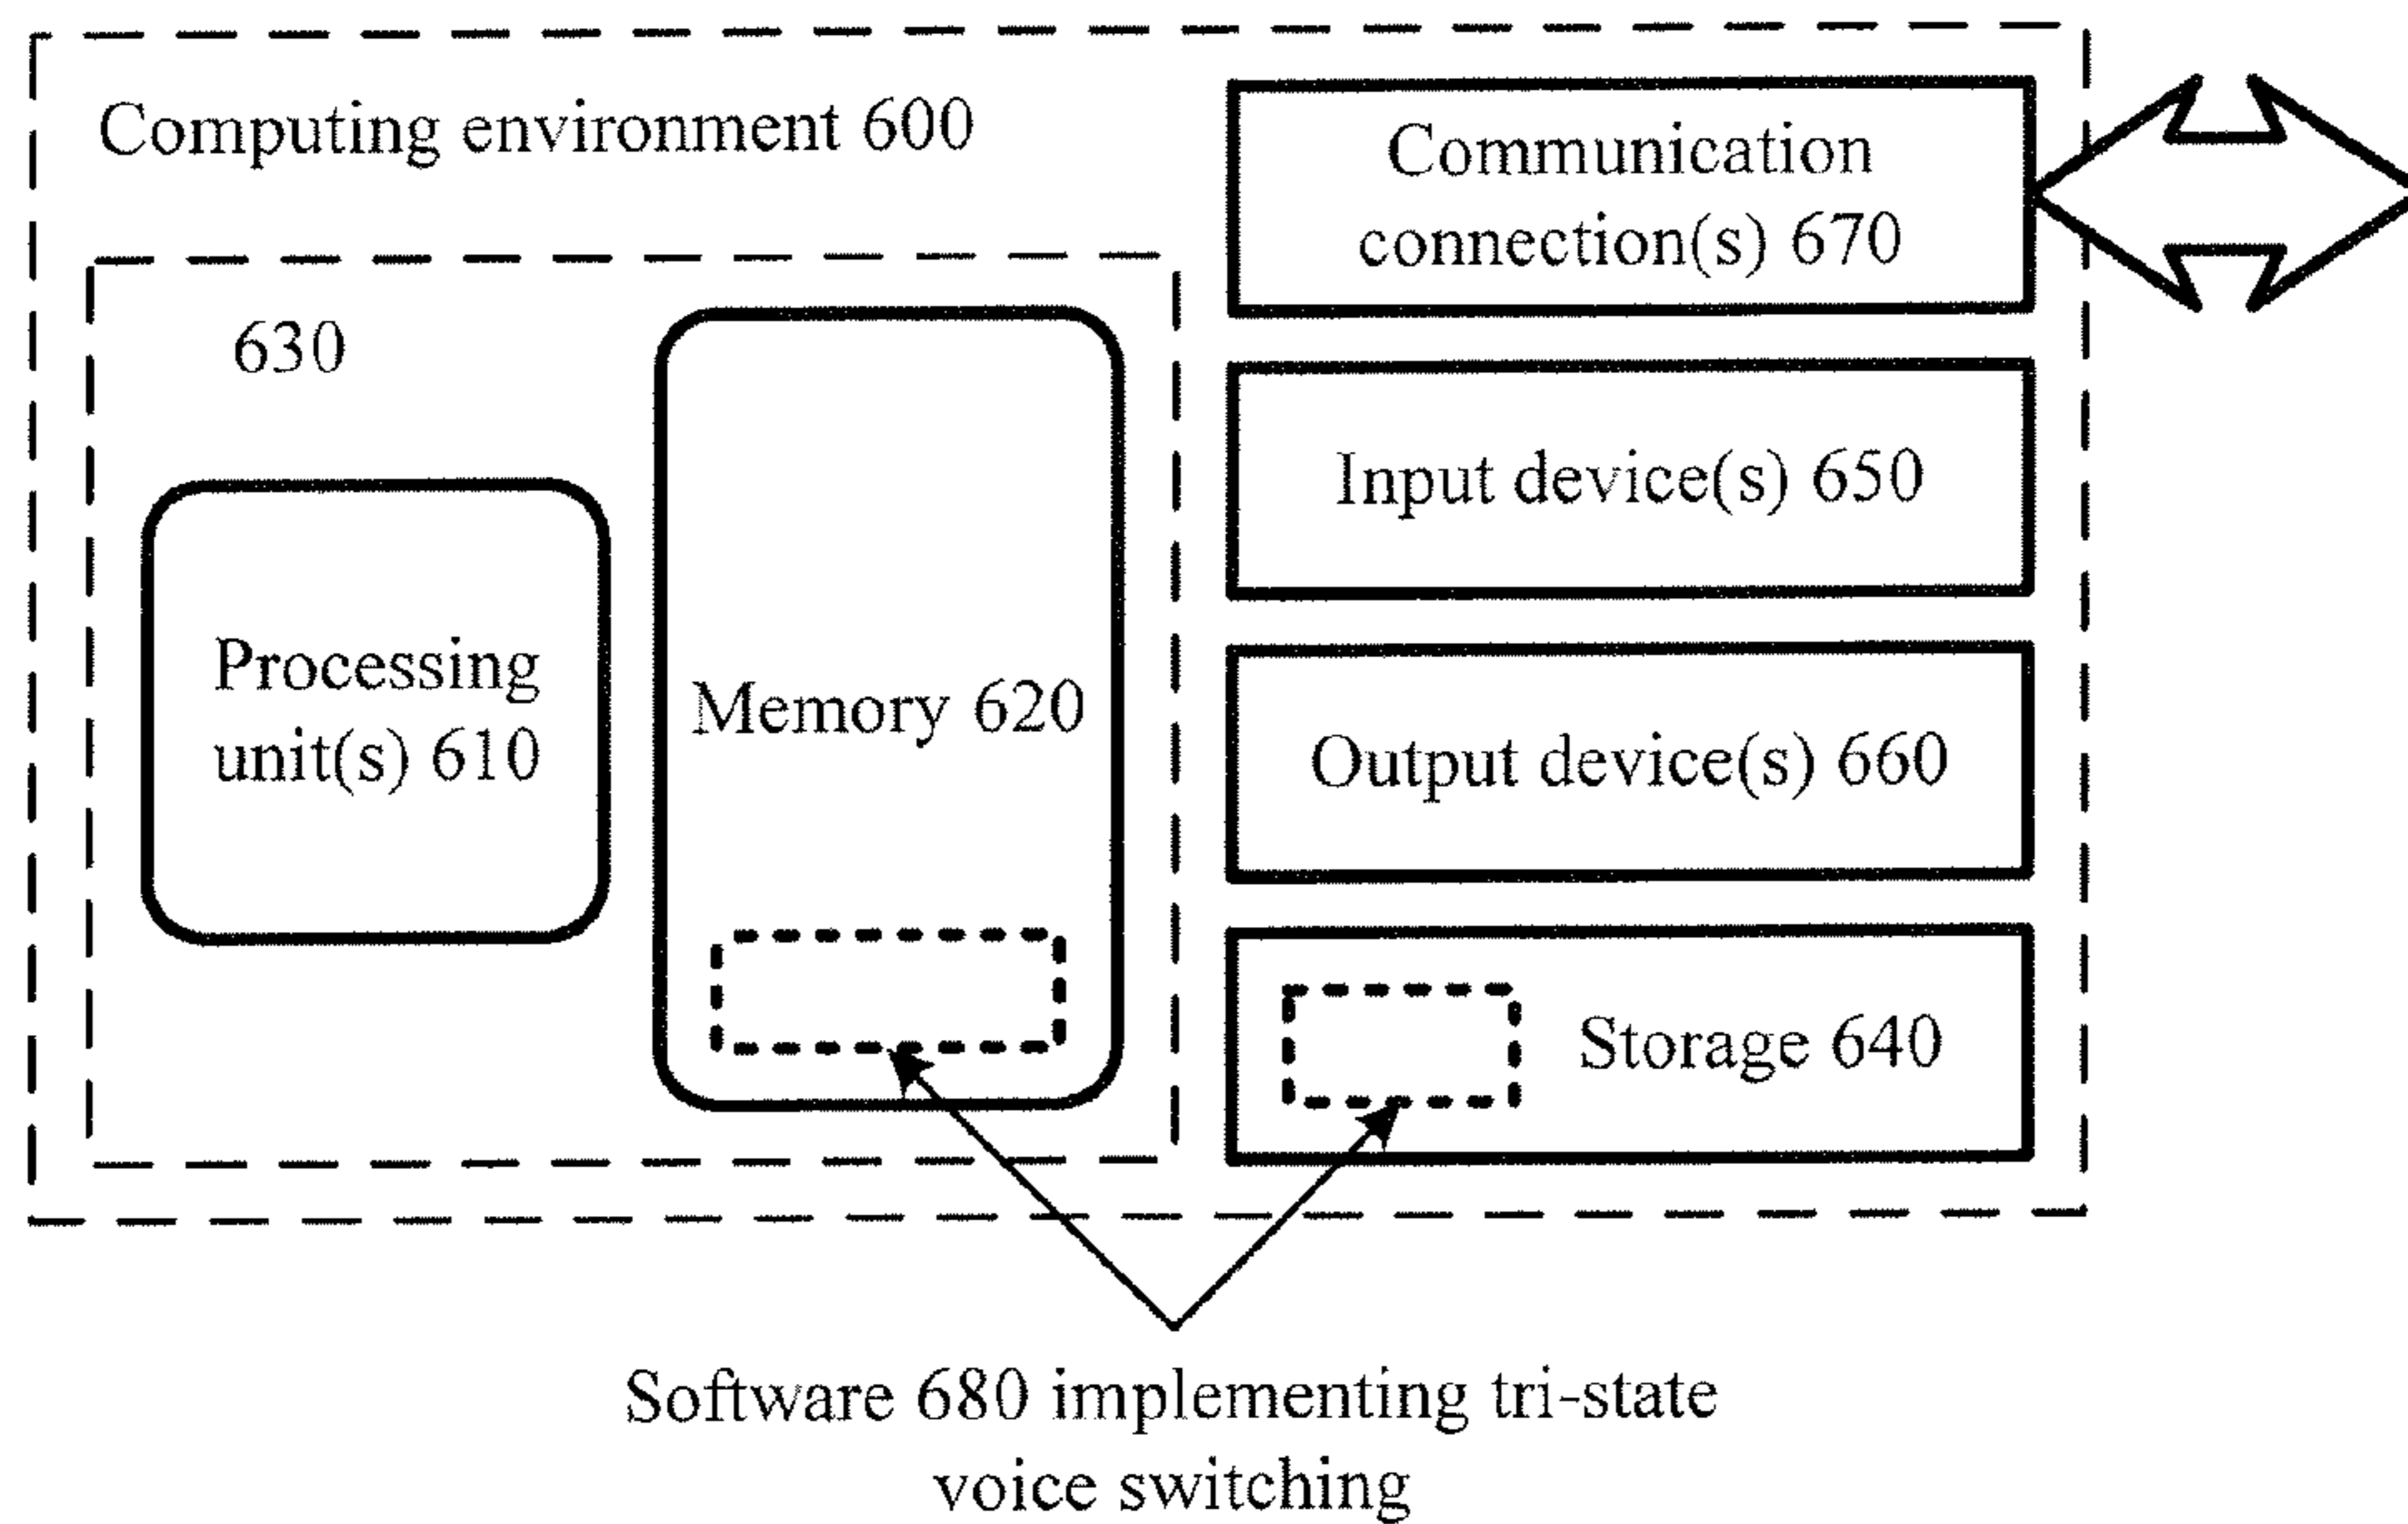 Computing environment 600
Communication
connection(s) 670
630
Input device(s) 650
Processing
unit(s) 610
Memory 620
Output device(s) 660
Storage 640
Software 680 implementing tri-state
voice switching